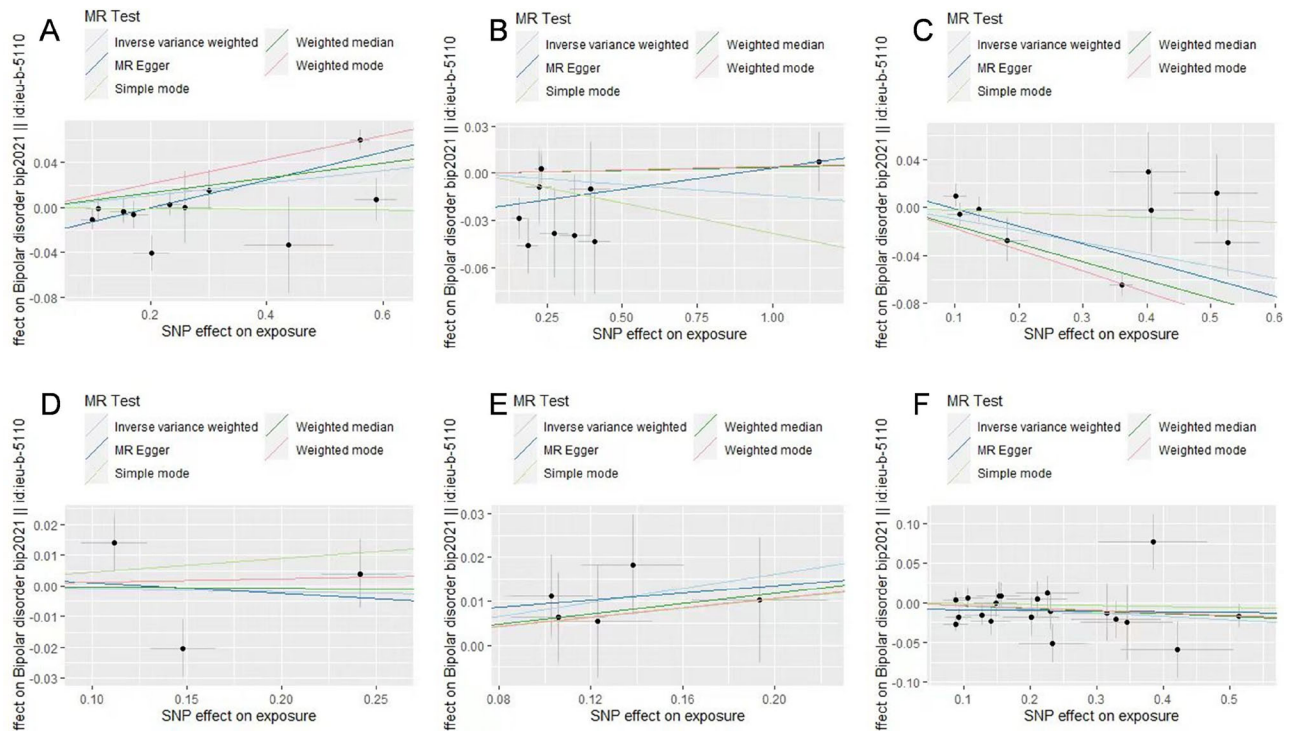 A
MR Test
Inverse variance weighted
Weighted median
MR Egger
Weighted mode
Simple mode
ffect on Bipolar disorder bip2021 || id:ieu-b-5110
0.04
0.00
-0.04
-0.08
0.2
0.4
0.6
SNP effect on exposure
B
MR Test
Inverse variance weighted
Weighted median
MR Egger
Weighted mode
Simple mode
ffect on Bipolar disorder bip2021 || id:ieu-b-5110
0.03
0.00
-0.03
-0.06
0.25
0.50
0.75
1.00
SNP effect on exposure
C
MR Test
Inverse variance weighted
Weighted median
MR Egger
Weighted mode
Simple mode
ffect on Bipolar disorder bip2021 || id:ieu-b-5110
0.04
0.00
-0.04
-0.08
0.1
0.2
0.3
0.4
0.5
0.6
SNP effect on exposure
D
MR Test
Inverse variance weighted
Weighted median
MR Egger
Weighted mode
Simple mode
ffect on Bipolar disorder bip2021 || id:ieu-b-5110
0.02
0.01
0.00
-0.01
-0.02
-0.03
0.10
0.15
0.20
0.25
SNP effect on exposure
E
MR Test
Inverse variance weighted
Weighted median
MR Egger
Weighted mode
Simple mode
ffect on Bipolar disorder bip2021 || id:ieu-b-5110
0.03
0.02
0.01
0.00
0.08
0.12
0.16
0.20
SNP effect on exposure
F
MR Test
Inverse variance weighted
Weighted median
MR Egger
Weighted mode
Simple mode
ffect on Bipolar disorder bip2021 || id:ieu-b-5110
0.10
0.05
0.00
-0.05
-0.10
0.1
0.2
0.3
0.4
0.5
SNP effect on exposure